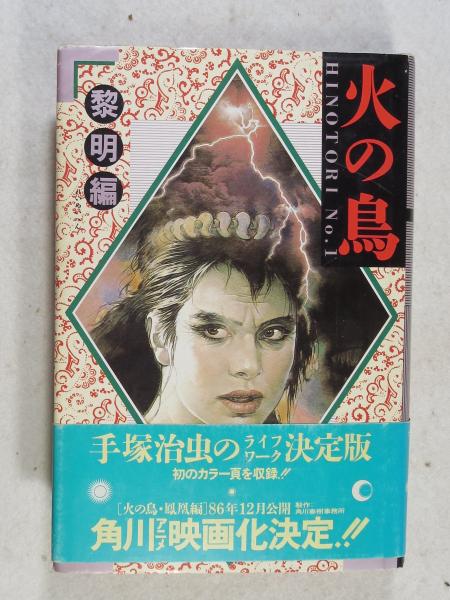 火の鳥
HINOTORI No.1
黎明編
手塚治虫のライフワーク決定版
初のカラー頁を収録!!
[火の鳥・鳳凰編]86年12月公開 製作：角川春樹事務所
角川アニメ映画化決定!!